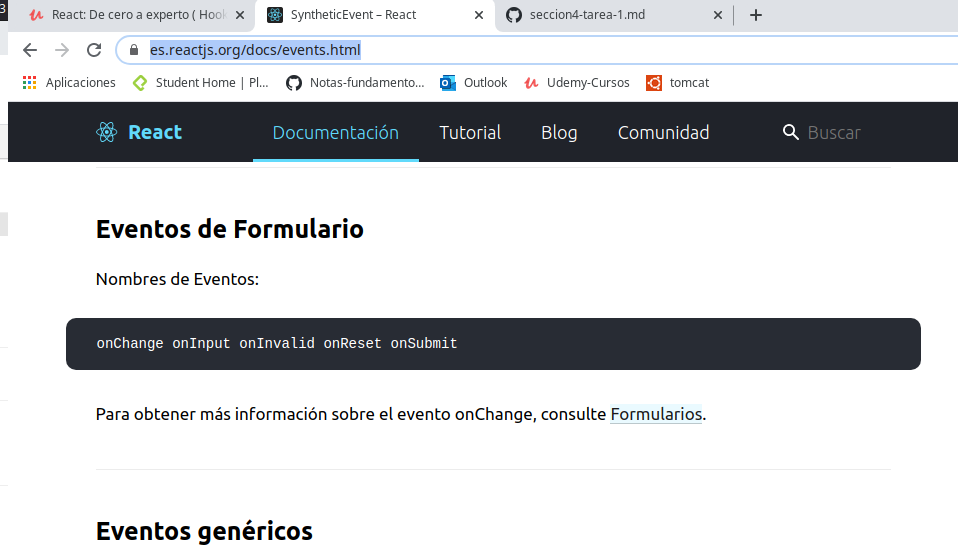 3
React: De cero a experto ( Hook
SyntheticEvent – React
seccion4-tarea-1.md
es.reactjs.org/docs/events.html
Aplicaciones
Student Home | Pl...
Notas-fundamento...
Outlook
Udemy-Cursos
tomcat
React
Documentación
Tutorial
Blog
Comunidad
Buscar
Eventos de Formulario
Nombres de Eventos:
onChange onInput onInvalid onReset onSubmit
Para obtener más información sobre el evento onChange, consulte Formularios.
Eventos genéricos